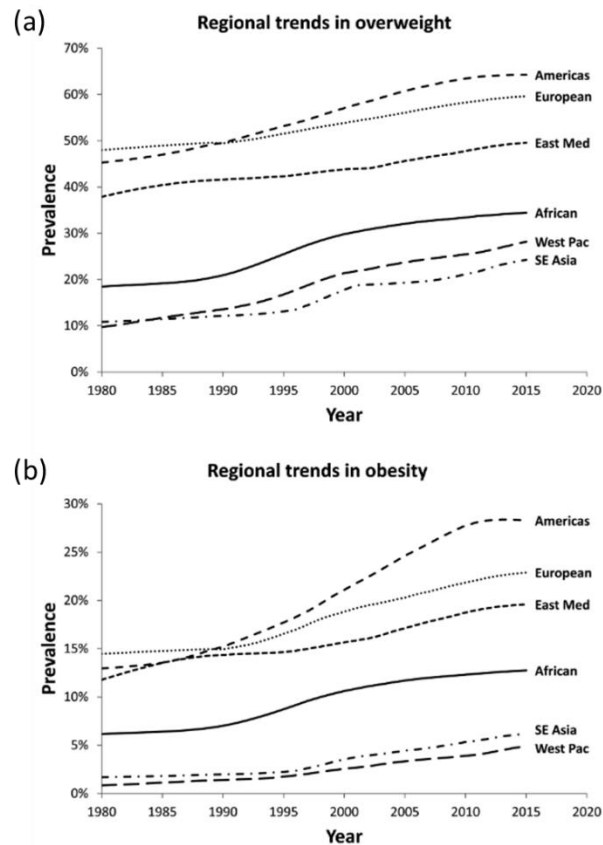 (a)
Regional trends in overweight
70%
60%
50%
40%
30%
20%
10%
0%
Prevalence
Americas
European
East Med
African
West Pac
SE Asia
1980 1985 1990 1995 2000 2005 2010 2015 2020
Year
(b)
Regional trends in obesity
30%
25%
20%
15%
10%
5%
0%
Prevalence
Americas
European
East Med
African
SE Asia
West Pac
1980 1985 1990 1995 2000 2005 2010 2015 2020
Year